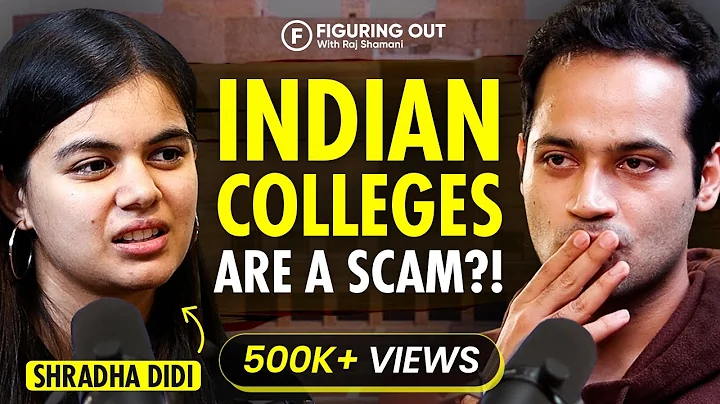 F FIGURING OUT
With Raj Shamani
INDIAN
COLLEGES
ARE A SCAM?!
500K+ VIEWS
SHRADHA DIDI